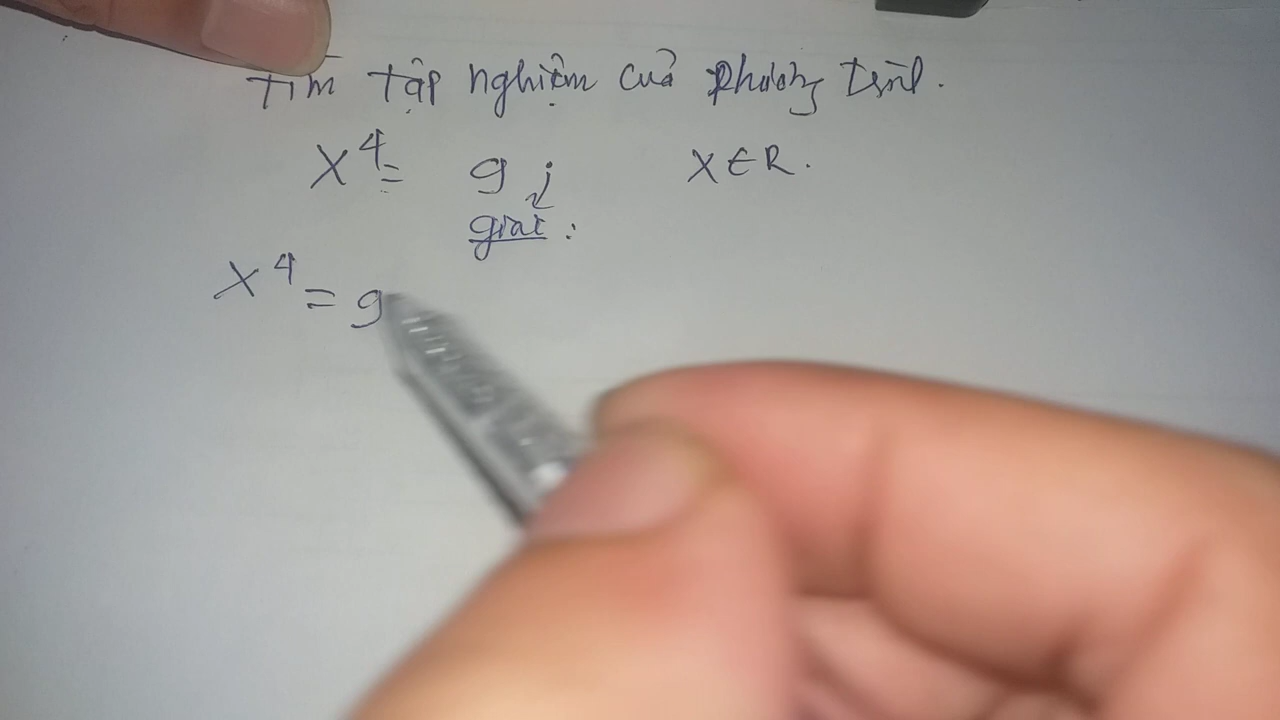 Tìm tập nghiệm của phương trình.
X⁴ = 9; X ∈ R.
giải:
X⁴ = 9